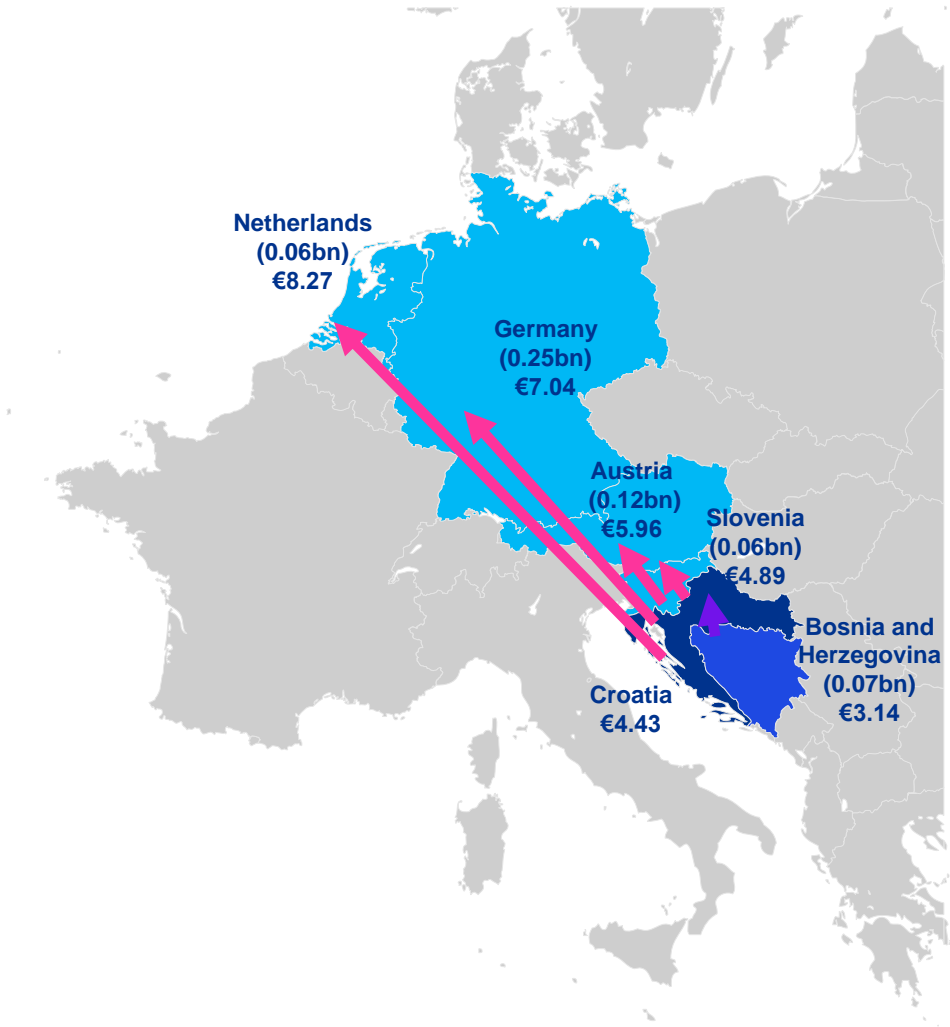 Netherlands
(0.06bn)
€8.27
Germany
(0.25bn)
€7.04
Austria
(0.12bn)
€5.96
Slovenia
(0.06bn)
€4.89
Bosnia and
Herzegovina
(0.07bn)
€3.14
Croatia
€4.43